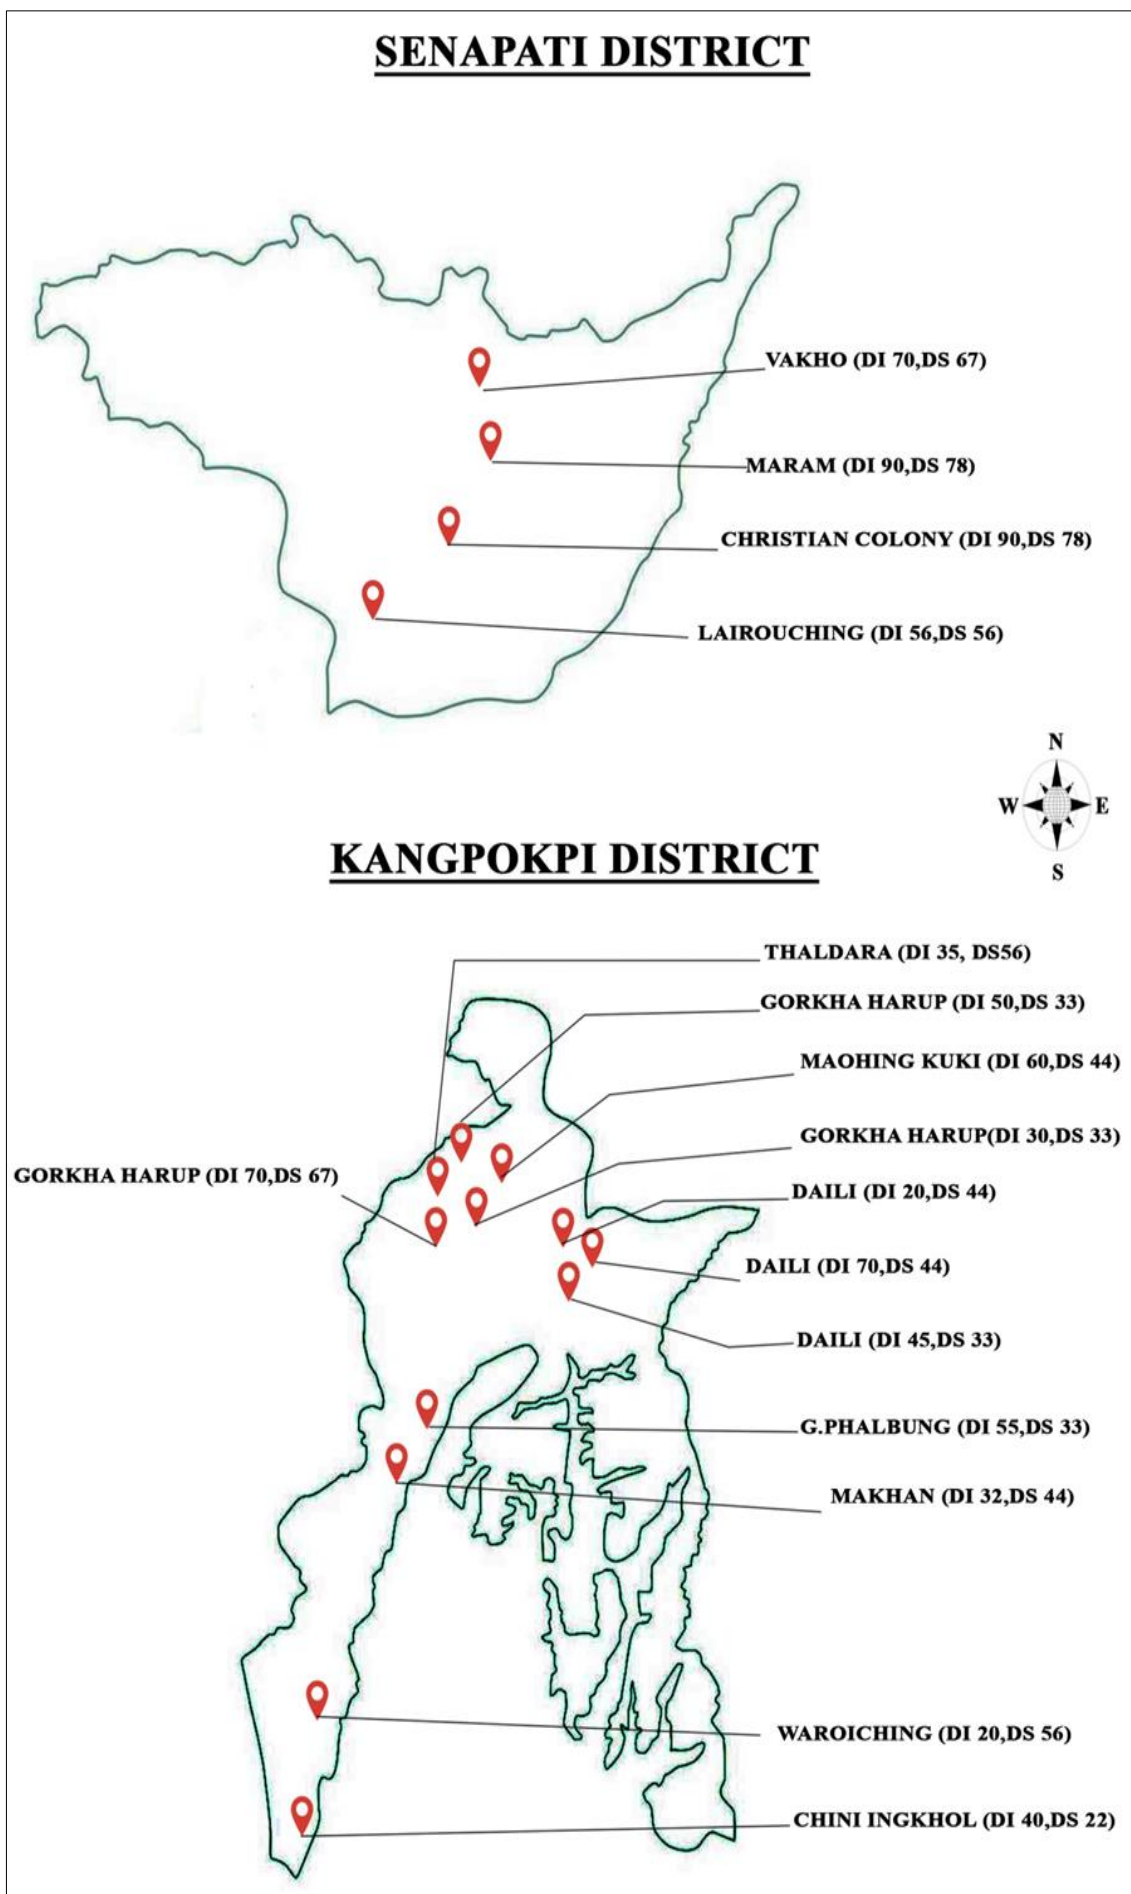 SENAPATI DISTRICT
VAKHO (DI 70,DS 67)
MARAM (DI 90,DS 78)
CHRISTIAN COLONY (DI 90,DS 78)
LAIROUCHING (DI 56,DS 56)
N
W E
S
KANGPOKPI DISTRICT
THALDARA (DI 35, DS56)
GORKHA HARUP (DI 50,DS 33)
MAOHING KUKI (DI 60,DS 44)
GORKHA HARUP(DI 30,DS 33)
GORKHA HARUP (DI 70,DS 67)
DAILI (DI 20,DS 44)
DAILI (DI 70,DS 44)
DAILI (DI 45,DS 33)
G.PHALBUNG (DI 55,DS 33)
MAKHAN (DI 32,DS 44)
WAROICHING (DI 20,DS 56)
CHINI INGKHOL (DI 40,DS 22)